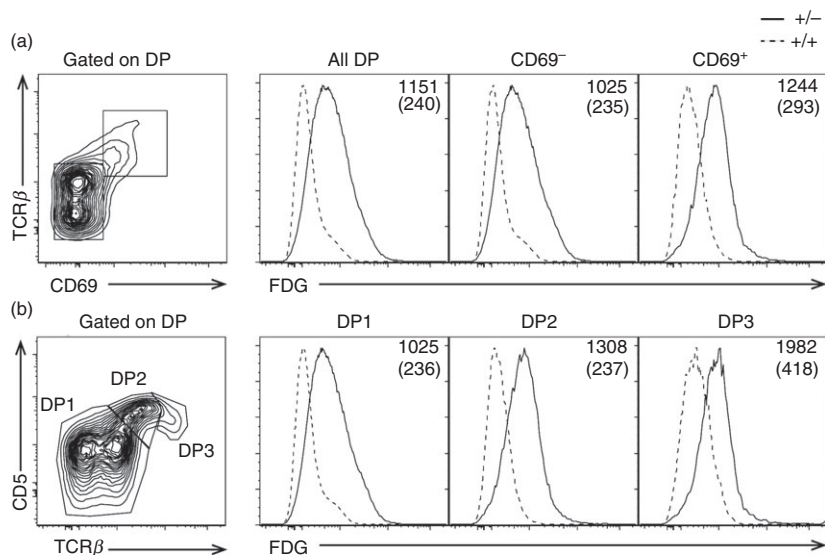 +/−
+/+
(a)
Gated on DP
All DP
CD69−
CD69+
1151
(240)
1025
(235)
1244
(293)
TCRβ
CD69
FDG
(b)
Gated on DP
DP1
DP2
DP3
1025
(236)
1308
(237)
1982
(418)
DP1
DP2
DP3
CD5
TCRβ
FDG